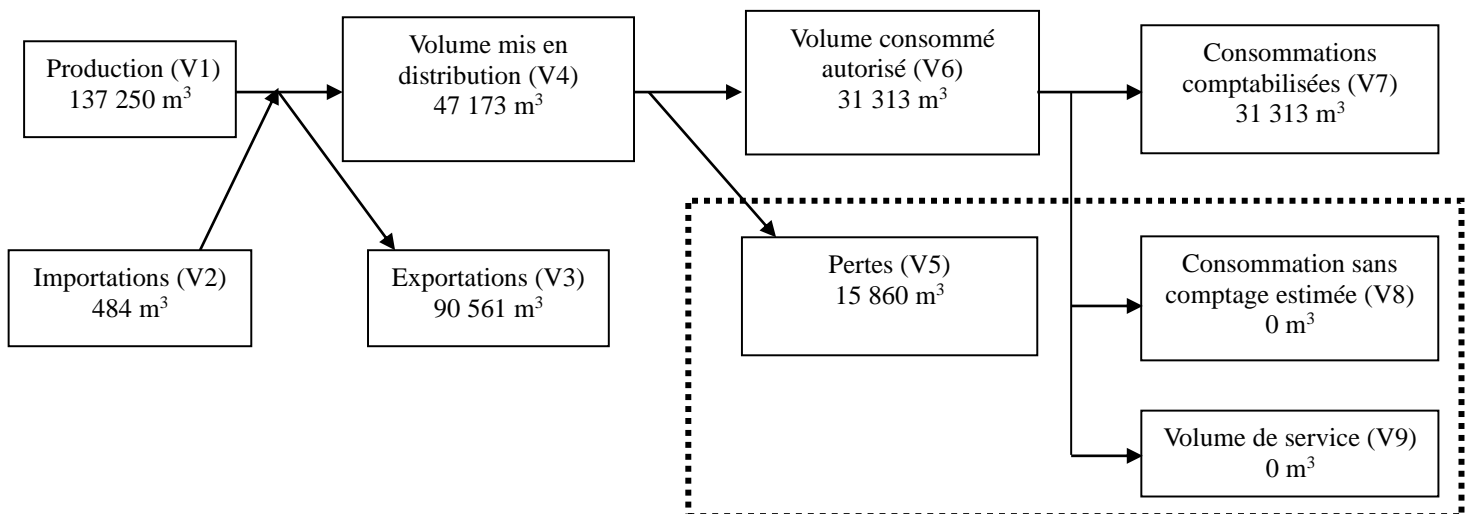 Production (V1)
137 250 m³
Volume mis en
distribution (V4)
47 173 m³
Volume consommé
autorisé (V6)
31 313 m³
Consommations
comptabilisées (V7)
31 313 m³
Importations (V2)
484 m³
Exportations (V3)
90 561 m³
Pertes (V5)
15 860 m³
Consommation sans
comptage estimée (V8)
0 m³
Volume de service (V9)
0 m³